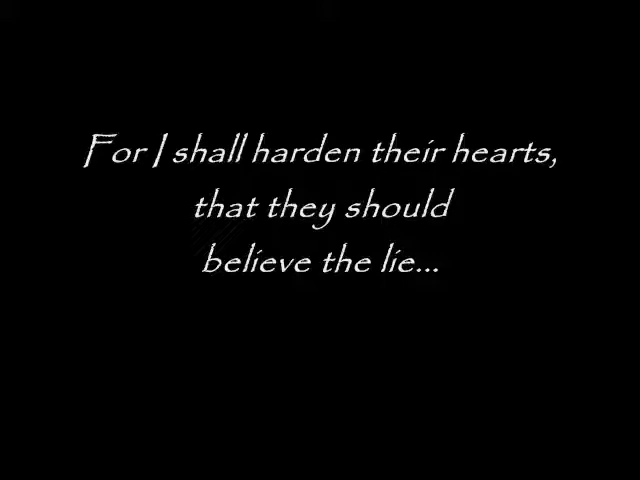 For I shall harden their hearts,
that they should
believe the lie...